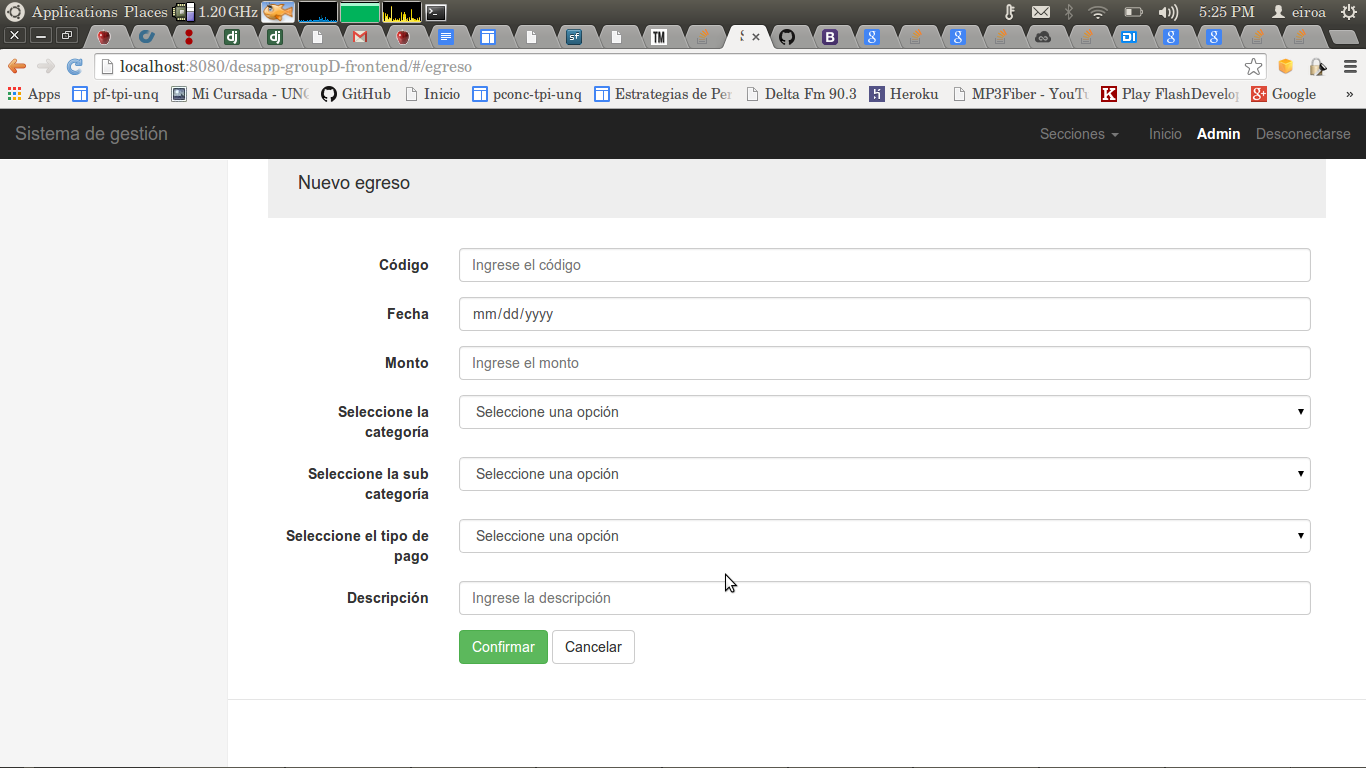 Applications Places 1.20 GHz 5:25 PM eiroa
localhost:8080/desapp-groupD-frontend/#/egreso
Apps pf-tpi-unq Mi Cursada - UNQ GitHub Inicio pconc-tpi-unq Estrategias de Per Delta Fm 90.3 Heroku MP3Fiber - YouTu Play FlashDevelop Google »
Sistema de gestión Secciones Inicio Admin Desconectarse
Nuevo egreso
Código Ingrese el código
Fecha mm/dd/yyyy
Monto Ingrese el monto
Seleccione la categoría Seleccione una opción
Seleccione la sub categoría Seleccione una opción
Seleccione el tipo de pago Seleccione una opción
Descripción Ingrese la descripción
Confirmar Cancelar